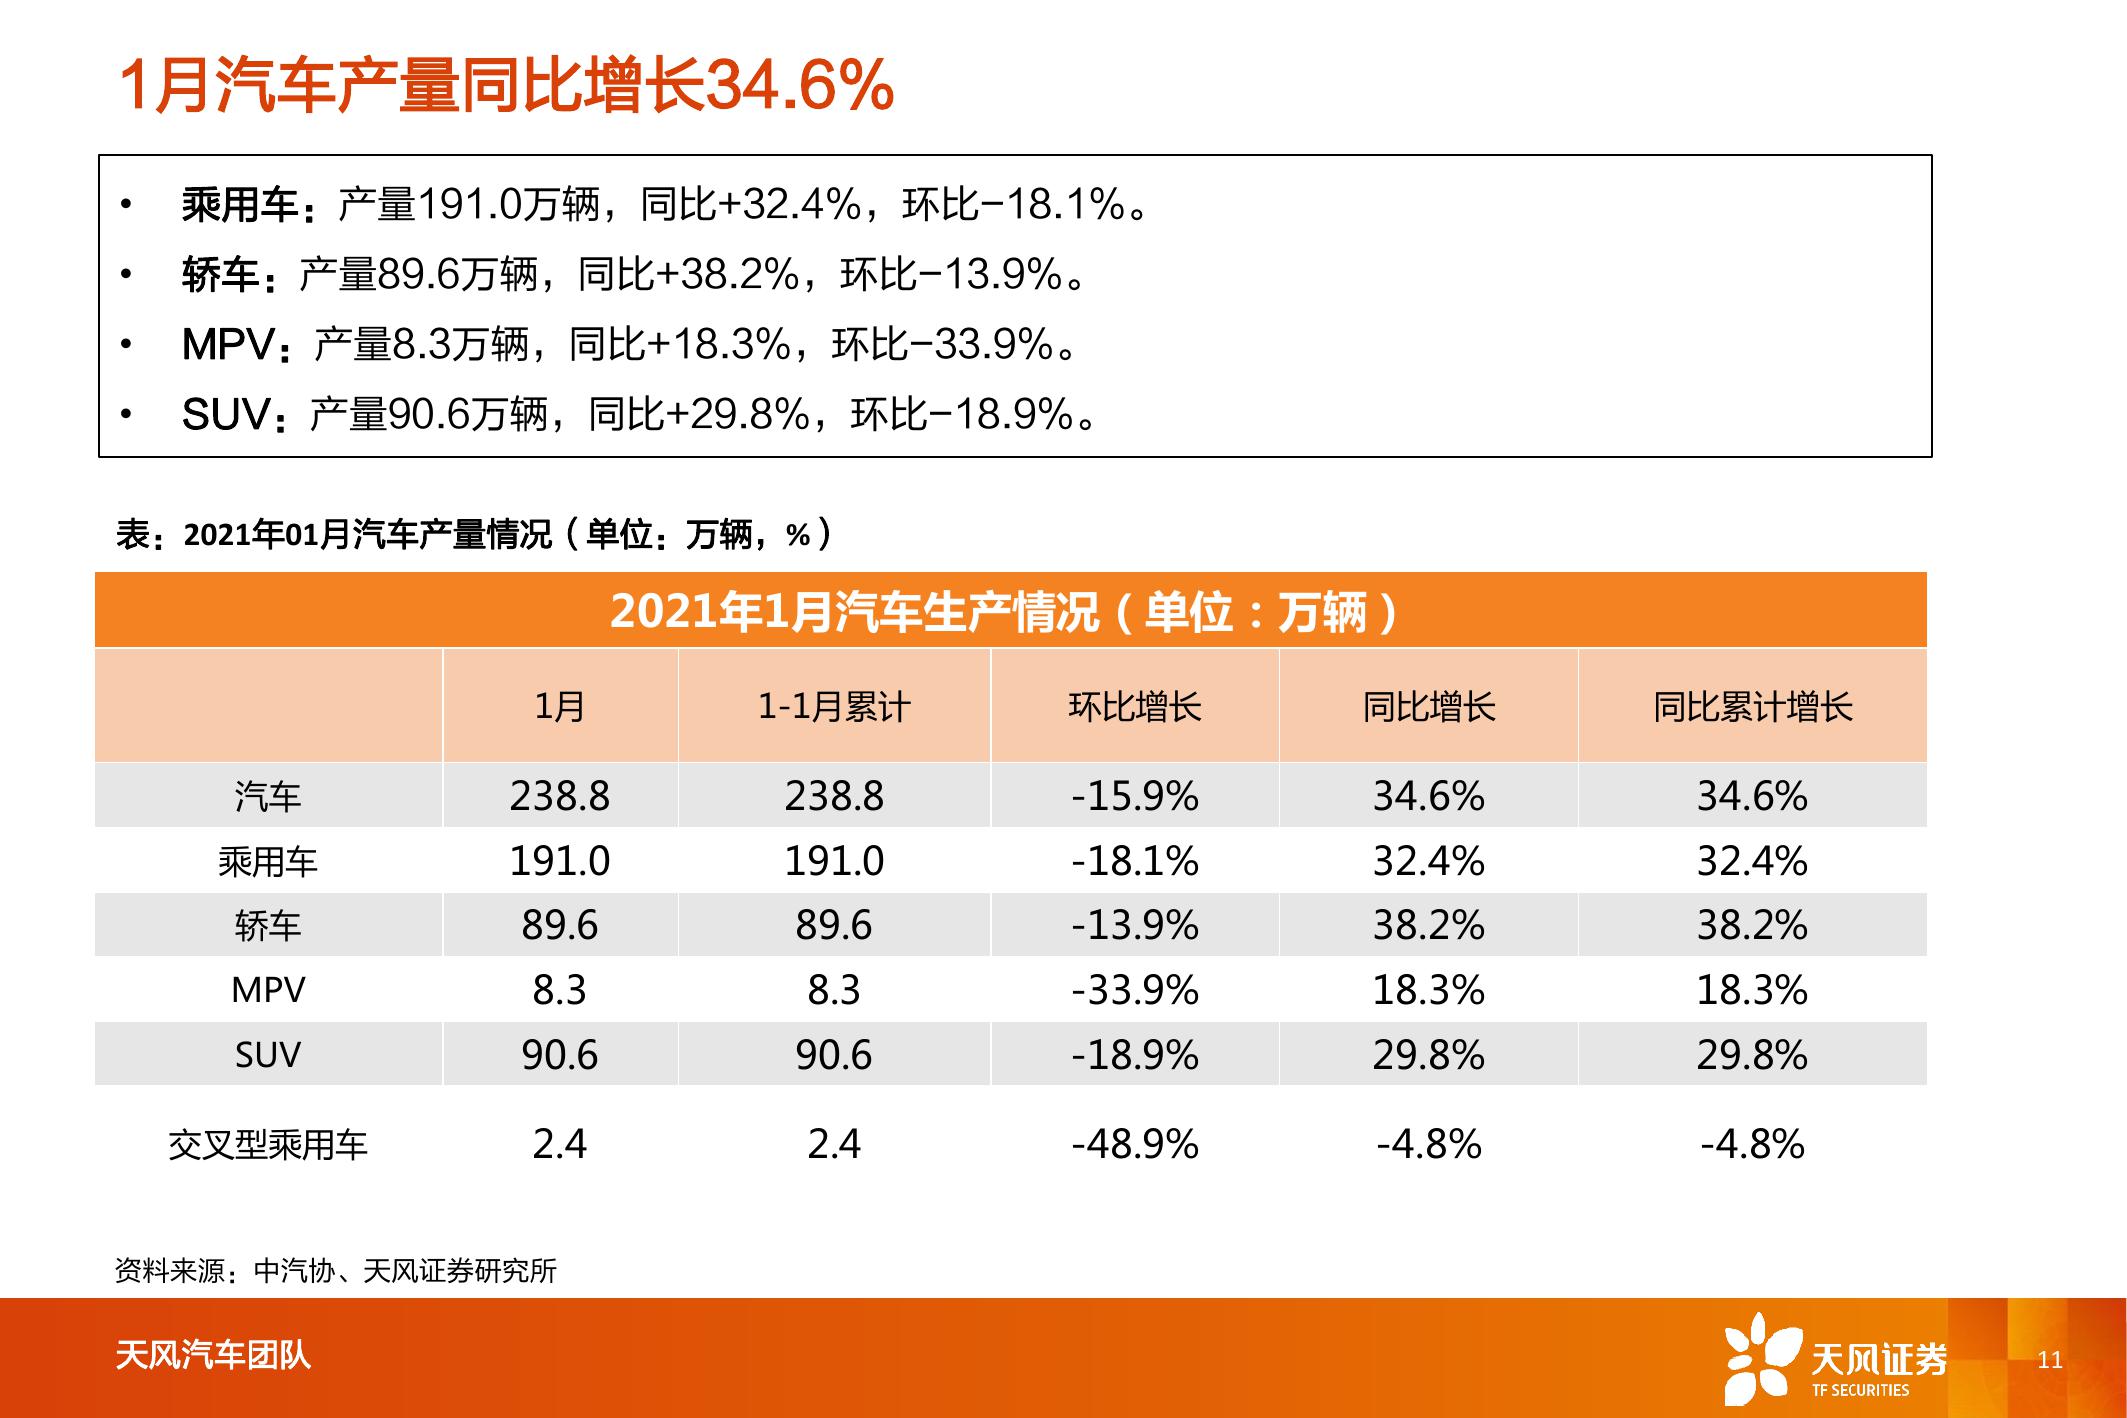 1月汽车产量同比增长34.6%
• 乘用车：产量191.0万辆，同比+32.4%，环比-18.1%。
• 轿车：产量89.6万辆，同比+38.2%，环比-13.9%。
• MPV：产量8.3万辆，同比+18.3%，环比-33.9%。
• SUV：产量90.6万辆，同比+29.8%，环比-18.9%。
表：2021年01月汽车产量情况（单位：万辆，%）
2021年1月汽车生产情况（单位：万辆）
1月 1-1月累计 环比增长 同比增长 同比累计增长
汽车 238.8 238.8 -15.9% 34.6% 34.6%
乘用车 191.0 191.0 -18.1% 32.4% 32.4%
轿车 89.6 89.6 -13.9% 38.2% 38.2%
MPV 8.3 8.3 -33.9% 18.3% 18.3%
SUV 90.6 90.6 -18.9% 29.8% 29.8%
交叉型乘用车 2.4 2.4 -48.9% -4.8% -4.8%
资料来源：中汽协、天风证券研究所
天风汽车团队
天风证券
TF SECURITIES
11